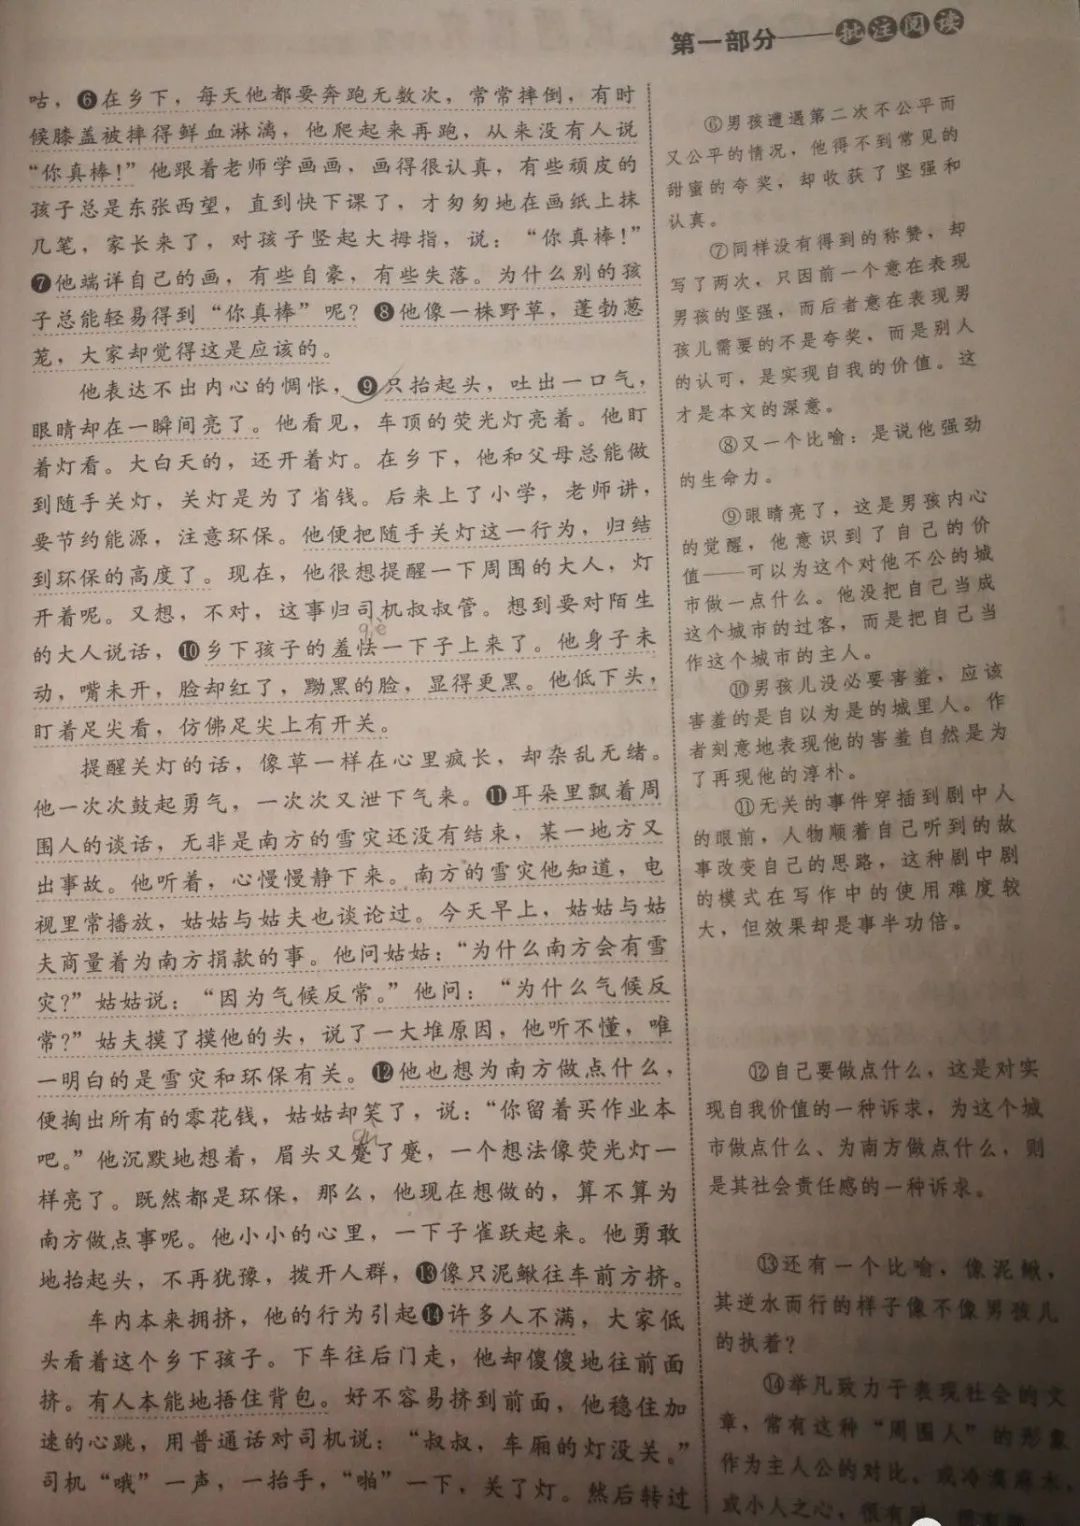 第一部分——批注阅读
咕，❻在乡下，每天他都要奔跑无数次，常常摔倒，有时
候膝盖被摔得鲜血淋漓，他爬起来再跑，从来没有人说
“你真棒！”他跟着老师学画画，画得很认真，有些顽皮的
孩子总是东张西望，直到快下课了，才匆匆地在画纸上抹
几笔，家长来了，对孩子竖起大拇指，说：“你真棒！”
❼他端详自己的画，有些自豪，有些失落。为什么别的孩
子总能轻易得到“你真棒”呢？❽他像一株野草，蓬勃葱
茏，大家却觉得这是应该的。
他表达不出内心的惆怅，❾只抬起头，吐出一口气，
眼睛却在一瞬间亮了。他看见，车顶的荧光灯亮着。他盯
着灯看。大白天的，还开着灯。在乡下，他和父母总能做
到随手关灯，关灯是为了省钱。后来上了小学，老师讲，
要节约能源，注意环保。他便把随手关灯这一行为，归结
到环保的高度了。现在，他很想提醒一下周围的大人，灯
开着呢。又想，不对，这事归司机叔叔管。想到要对陌生
qiè
的大人说话，❿乡下孩子的羞怯一下子上来了。他身子未
动，嘴未开，脸却红了，黝黑的脸，显得更黑。他低下头，
盯着足尖看，仿佛足尖上有开关。
提醒关灯的话，像草一样在心里疯长，却杂乱无绪。
他一次次鼓起勇气，一次次又泄下气来。⓫耳朵里飘着周
围人的谈话，无非是南方的雪灾还没有结束，某一地方又
出事故。他听着，心慢慢静下来。南方的雪灾他知道，电
视里常播放，姑姑与姑夫也谈论过。今天早上，姑姑与姑
夫商量着为南方捐款的事。他问姑姑：“为什么南方会有雪
灾？”姑姑说：“因为气候反常。”他问：“为什么气候反
常？”姑夫摸了摸他的头，说了一大堆原因，他听不懂，唯
一明白的是雪灾和环保有关。⓬他也想为南方做点什么，
便掏出所有的零花钱，姑姑却笑了，说：“你留着买作业本
吧。”他沉默地想着，眉头又蹙了蹙，一个想法像荧光灯一
样亮了。既然都是环保，那么，他现在想做的，算不算为
南方做点事呢。他小小的心里，一下子雀跃起来。他勇敢
地抬起头，不再犹豫，拨开人群，⓭像只泥鳅往车前方挤。
车内本来拥挤，他的行为引起⓮许多人不满，大家低
头看着这个乡下孩子。下车往后门走，他却傻傻地往前面
挤。有人本能地捂住背包。好不容易挤到前面，他稳住加
速的心跳，用普通话对司机说：“叔叔，车厢的灯没关。”
司机“哦”一声，一抬手，“啪”一下，关了灯。然后转过
⑥男孩遭遇第二次不公平而
又公平的情况，他得不到常见的
甜蜜的夸奖，却收获了坚强和
认真。
⑦同样没有得到的称赞，却
写了两次，只因前一个意在表现
男孩的坚强，而后者意在表现男
孩儿需要的不是夸奖，而是别人
的认可，是实现自我的价值。这
才是本文的深意。
⑧又一个比喻：是说他强劲
的生命力。
⑨眼睛亮了，这是男孩内心
的觉醒，他意识到了自己的价
值——可以为这个对他不公的城
市做一点什么。他没把自己当成
这个城市的过客，而是把自己当
作这个城市的主人。
⑩男孩儿没必要害羞，应该
害羞的是自以为是的城里人。作
者刻意地表现他的害羞自然是为
了再现他的淳朴。
⑪无关的事件穿插到剧中人
的眼前，人物顺着自己听到的故
事改变自己的思路，这种剧中剧
的模式在写作中的使用难度较
大，但效果却是事半功倍。
⑫自己要做点什么，这是对实
现自我价值的一种诉求，为这个城
市做点什么、为南方做点什么，则
是其社会责任感的一种诉求。
⑬还有一个比喻，像泥鳅，
其逆水而行的样子像不像男孩儿
的执着？
⑭举凡致力于表现社会的文
章，常有这种“周围人”的形象
作为主人公的对比，或冷漠麻木，
或小人之心，很有